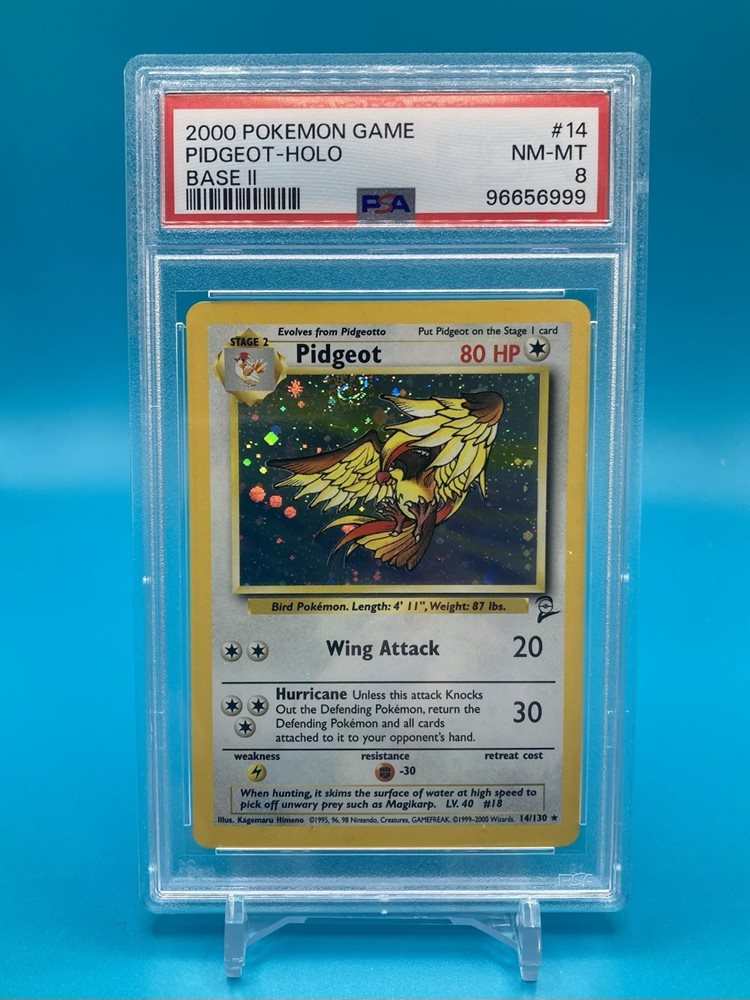 2000 POKEMON GAME #14
PIDGEOT-HOLO NM-MT
BASE II 8
PSA 96656999
Evolves from Pidgeotto Put Pidgeot on the Stage 1 card
STAGE 2
Pidgeot 80 HP
Bird Pokémon. Length: 4' 11", Weight: 87 lbs.
Wing Attack 20
Hurricane Unless this attack Knocks
Out the Defending Pokémon, return the
Defending Pokémon and all cards
attached to it to your opponent's hand.
30
weakness resistance retreat cost
-30
When hunting, it skims the surface of water at high speed to
pick off unwary prey such as Magikarp. LV. 40 #18
Illus. Kagemaru Himeno ©1995, 96, 98 Nintendo, Creatures, GAMEFREAK. ©1999-2000 Wizards. 14/130 ★
PSA